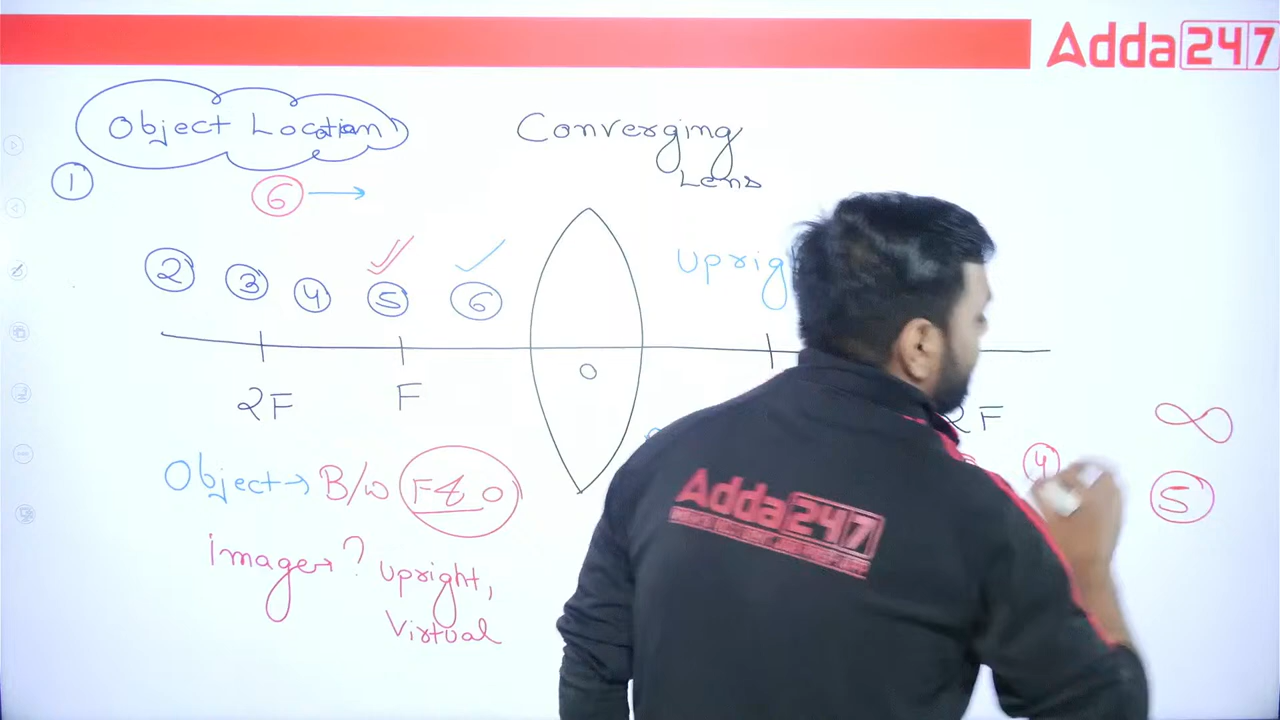 Adda247
Object Location
Converging
Lens
1
6
2 3 4 5 6
uprig
O
2F F
2F
∞
4
5
Object → B/w F & O
Image → ? upright,
Virtual
Adda247